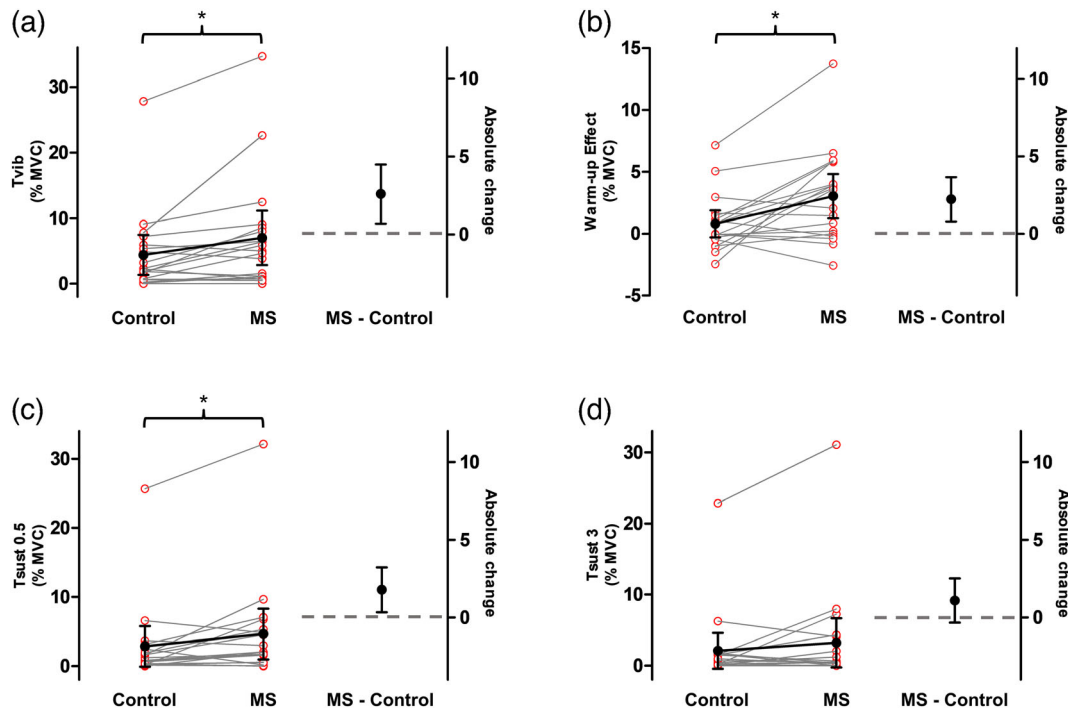 (a)
*
Tvib
(% MVC)
30
20
10
0
Control MS MS - Control
10
5
0
Absolute change
(b)
*
Warm-up Effect
(% MVC)
15
10
5
0
-5
Control MS MS - Control
10
5
0
Absolute change
(c)
*
Tsust 0.5
(% MVC)
30
20
10
0
Control MS MS - Control
10
5
0
Absolute change
(d)
Tsust 3
(% MVC)
30
20
10
0
Control MS MS - Control
10
5
0
Absolute change